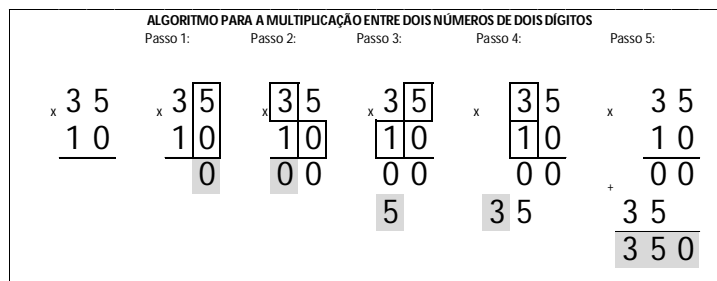 ALGORITMO PARA A MULTIPLICAÇÃO ENTRE DOIS NÚMEROS DE DOIS DÍGITOS
Passo 1: Passo 2: Passo 3: Passo 4: Passo 5:
x 3 5 x 3 5 x 3 5 x 3 5 x 3 5 x 3 5
1 0 1 0 1 0 1 0 1 0 1 0
0 0 0 0 0 0 0 + 0 0
5 3 5 3 5
3 5 0